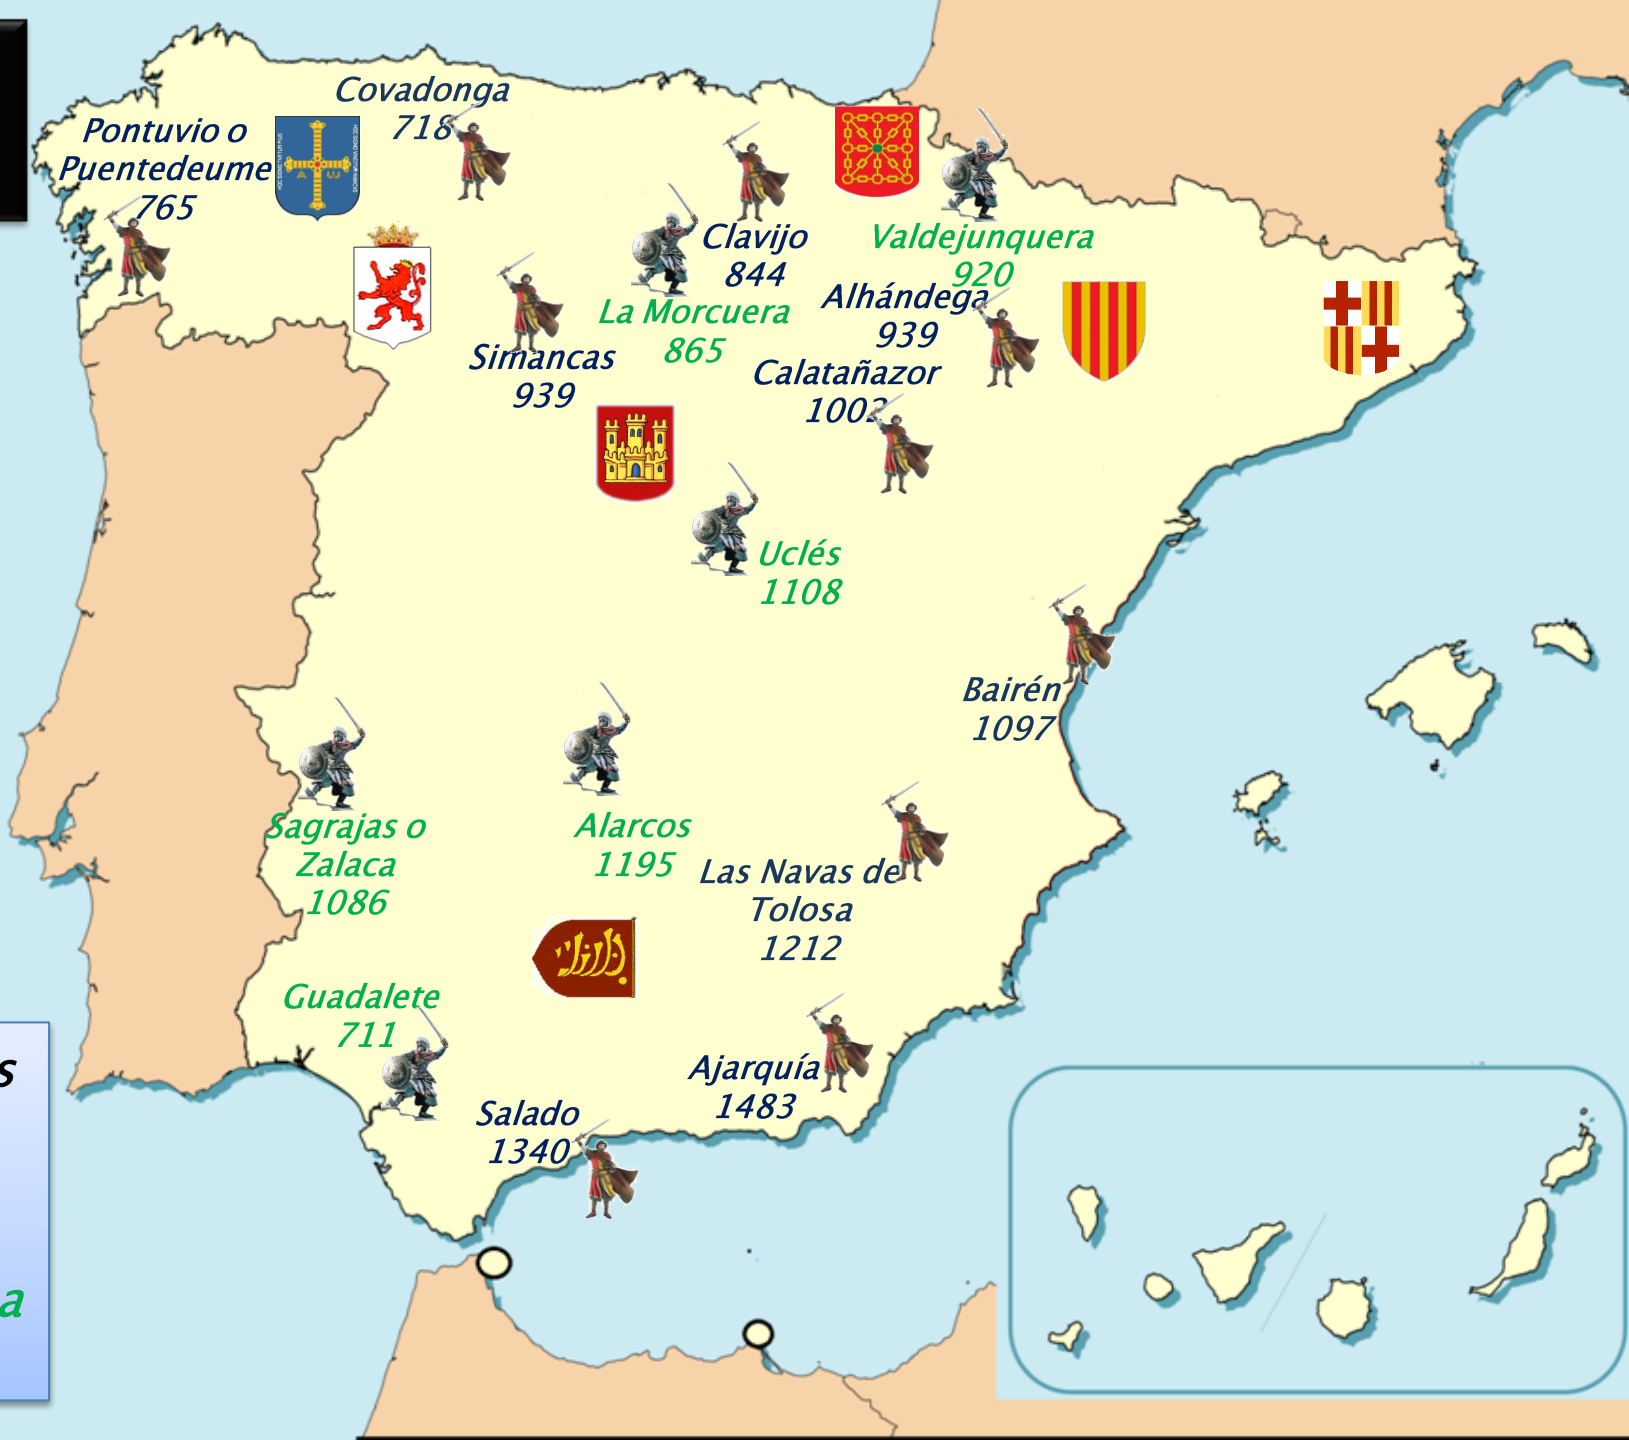 Covadonga
718
Pontuvio o
Puentedeume
765
Clavijo
844
Valdejunquera
920
La Morcuera
865
Alhándega
939
Simancas
939
Calatañazor
1002
Uclés
1108
Bairén
1097
Sagrajas o
Zalaca
1086
Alarcos
1195
Las Navas de
Tolosa
1212
Guadalete
711
Ajarquía
1483
Salado
1340
s
a